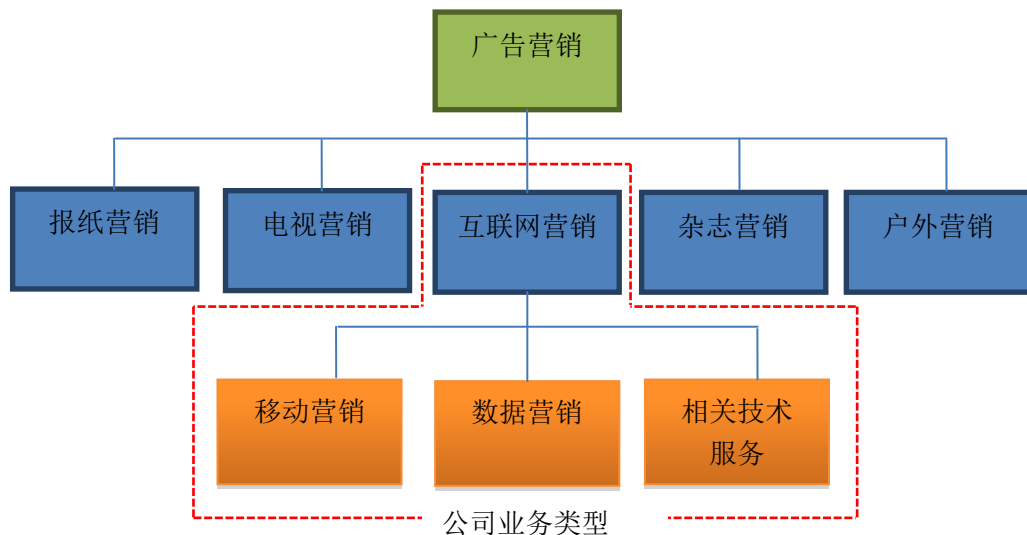 广告营销
报纸营销
电视营销
互联网营销
杂志营销
户外营销
移动营销
数据营销
相关技术
服务
公司业务类型